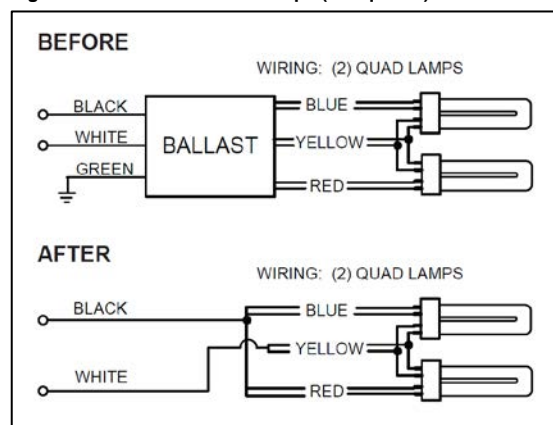 BEFORE
WIRING: (2) QUAD LAMPS
BLACK
BLUE
WHITE
BALLAST
YELLOW
GREEN
RED
AFTER
WIRING: (2) QUAD LAMPS
BLACK
BLUE
YELLOW
WHITE
RED